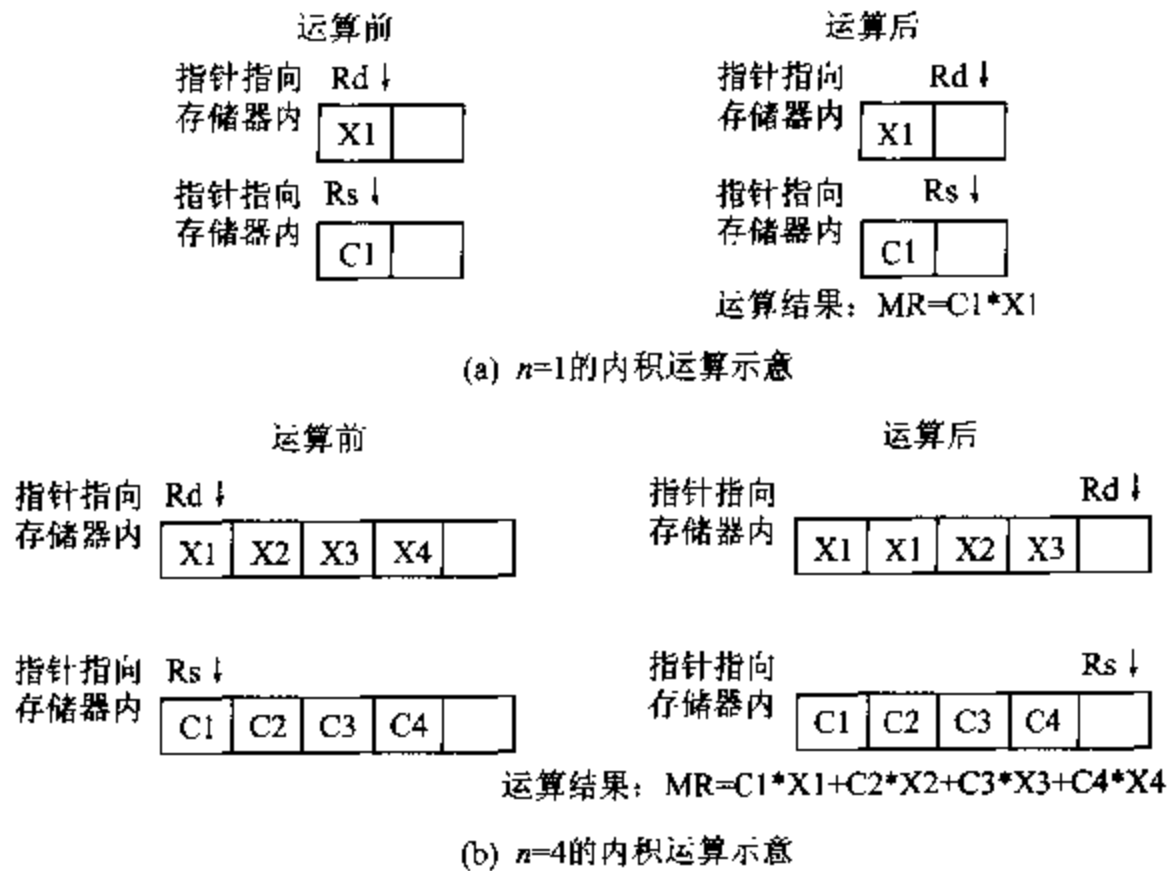 运算前 运算后
指针指向 Rd↓ 指针指向 Rd↓
存储器内 存储器内
X1 X1
指针指向 Rs↓ 指针指向 Rs↓
存储器内 存储器内
C1 C1
运算结果：MR=C1*X1
(a) n=1的内积运算示意
运算前 运算后
指针指向 Rd↓ 指针指向 Rd↓
存储器内 存储器内
X1 X2 X3 X4 X1 X1 X2 X3
指针指向 Rs↓ 指针指向 Rs↓
存储器内 存储器内
C1 C2 C3 C4 C1 C2 C3 C4
运算结果：MR=C1*X1+C2*X2+C3*X3+C4*X4
(b) n=4的内积运算示意